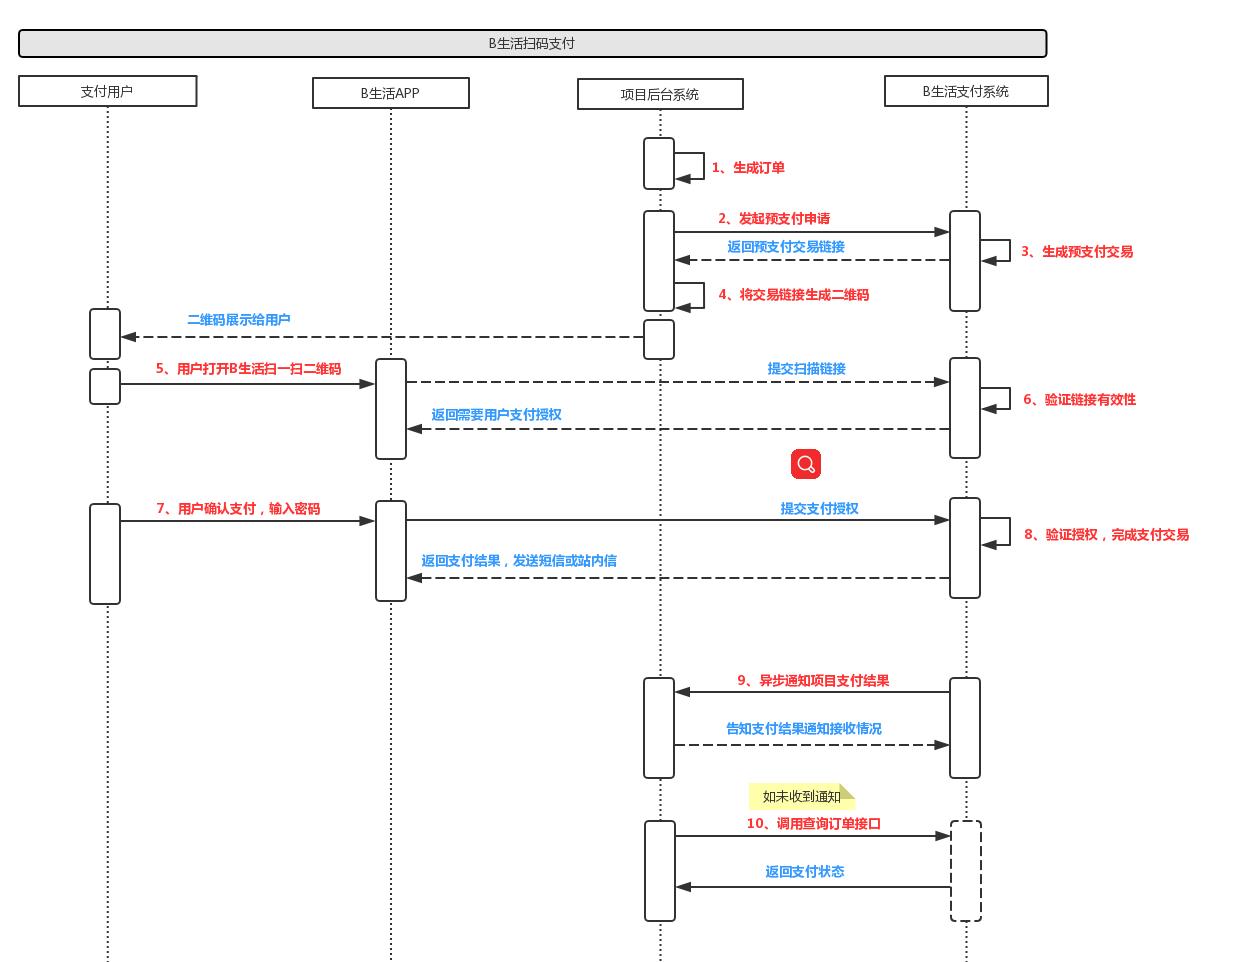 B生活扫码支付
支付用户
B生活APP
项目后台系统
B生活支付系统
1、生成订单
2、发起预支付申请
返回预支付交易链接
3、生成预支付交易
4、将交易链接生成二维码
二维码展示给用户
5、用户打开B生活扫一扫二维码
提交扫描链接
6、验证链接有效性
返回需要用户支付授权
7、用户确认支付，输入密码
提交支付授权
8、验证授权，完成支付交易
返回支付结果，发送短信或站内信
9、异步通知项目支付结果
告知支付结果通知接收情况
如未收到通知
10、调用查询订单接口
返回支付状态